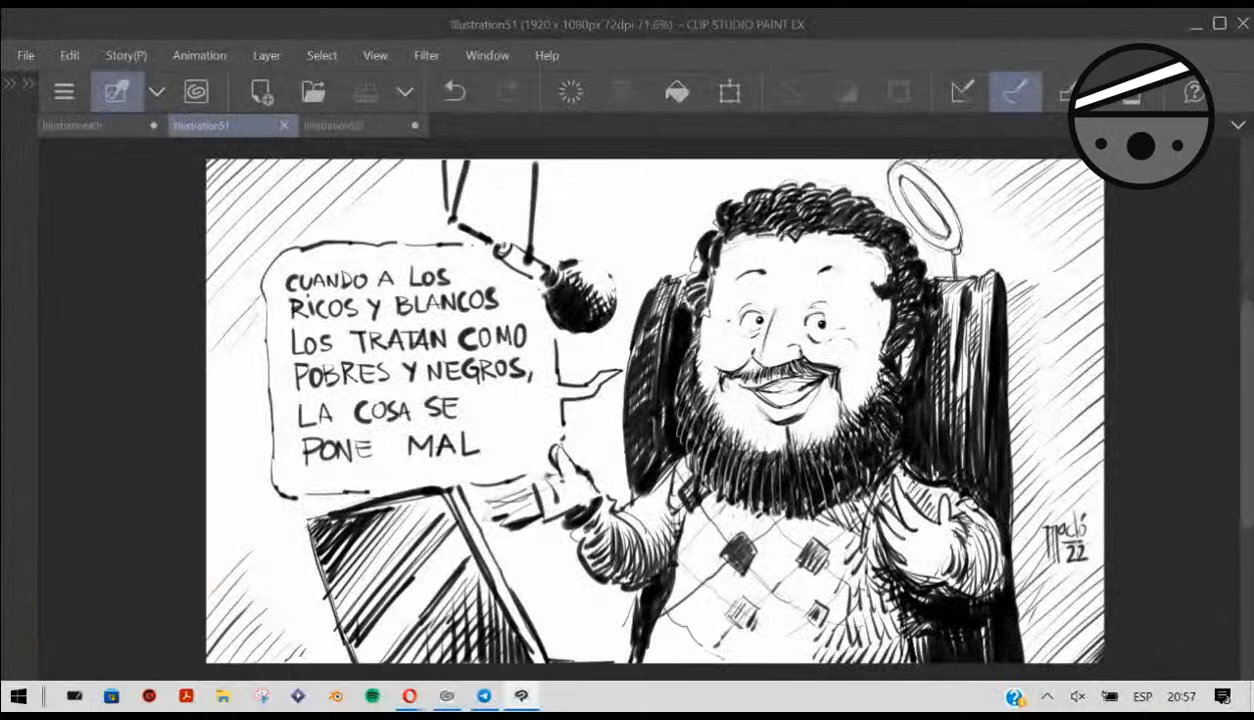 Illustration51 (1920 x 1080px 72dpi 71.6%) - CLIP STUDIO PAINT EX
File Edit Story(P) Animation Layer Select View Filter Window Help
Illustration51
CUANDO A LOS
RICOS Y BLANCOS
LOS TRATAN COMO
POBRES Y NEGROS,
LA COSA SE
PONE MAL
22
ESP 20:57